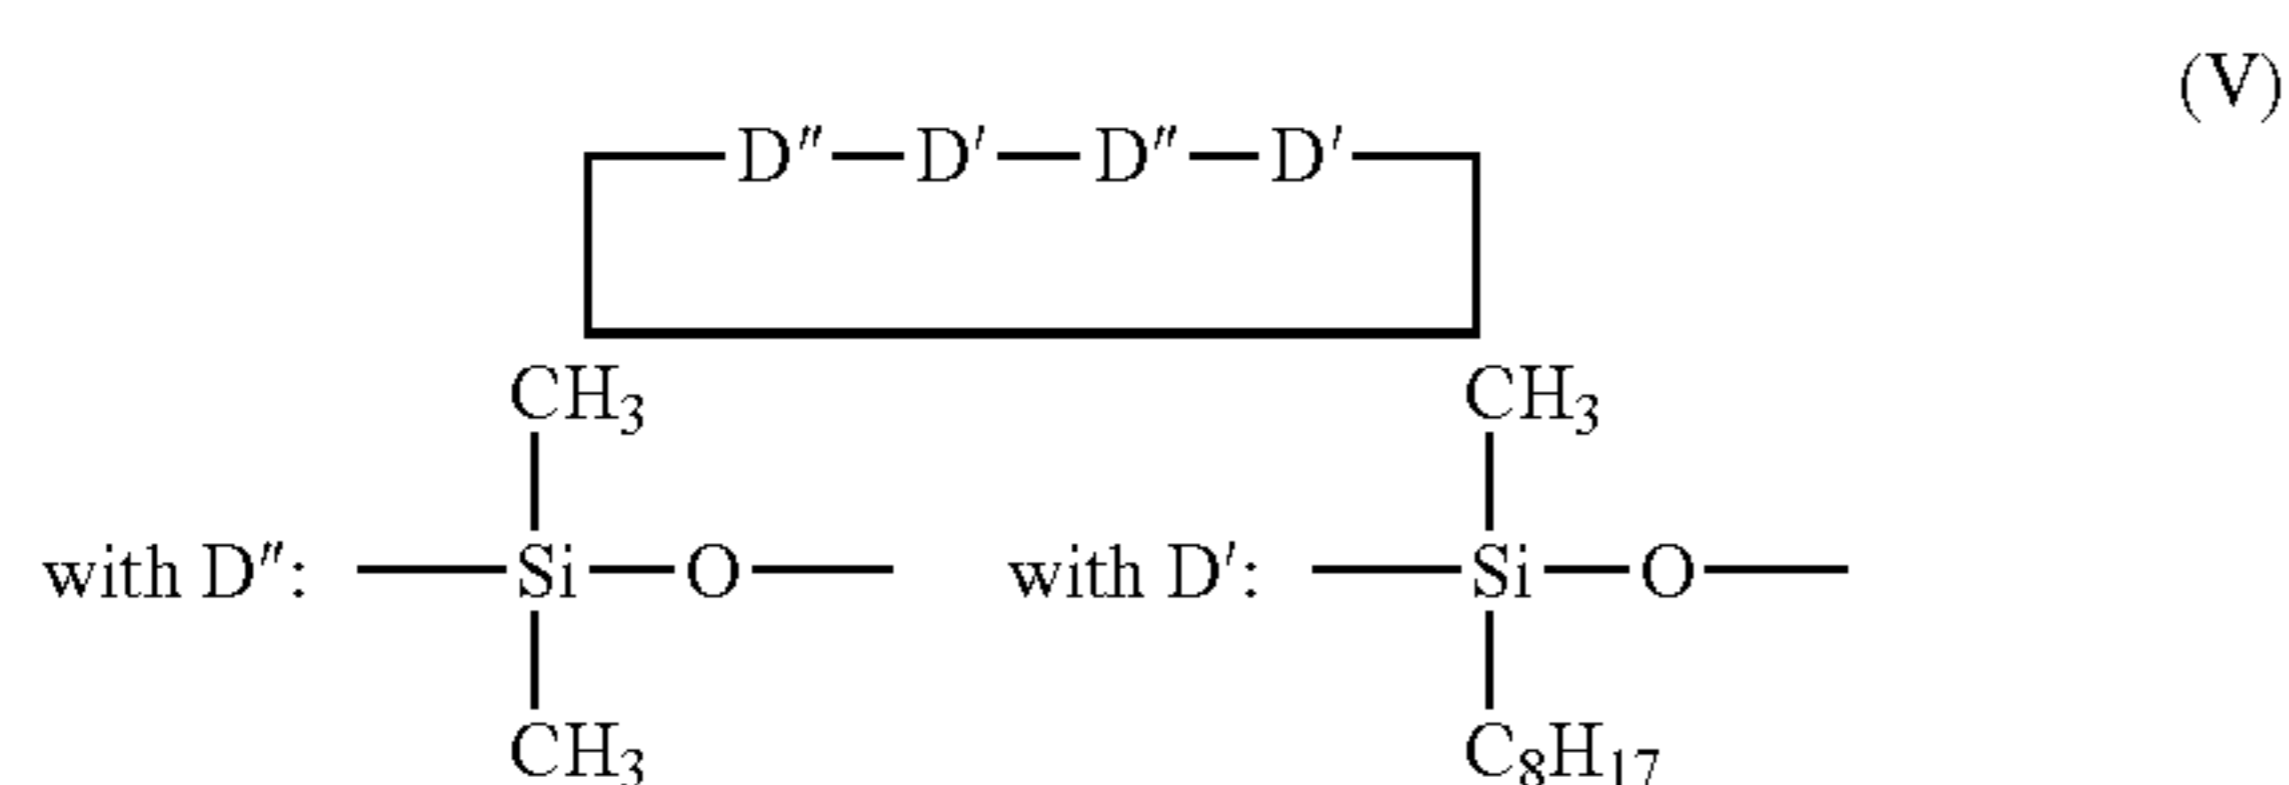 (V)
D″—D′—D″—D′
CH₃ CH₃
with D″: —Si—O— with D′: —Si—O—
CH₃ C₈H₁₇